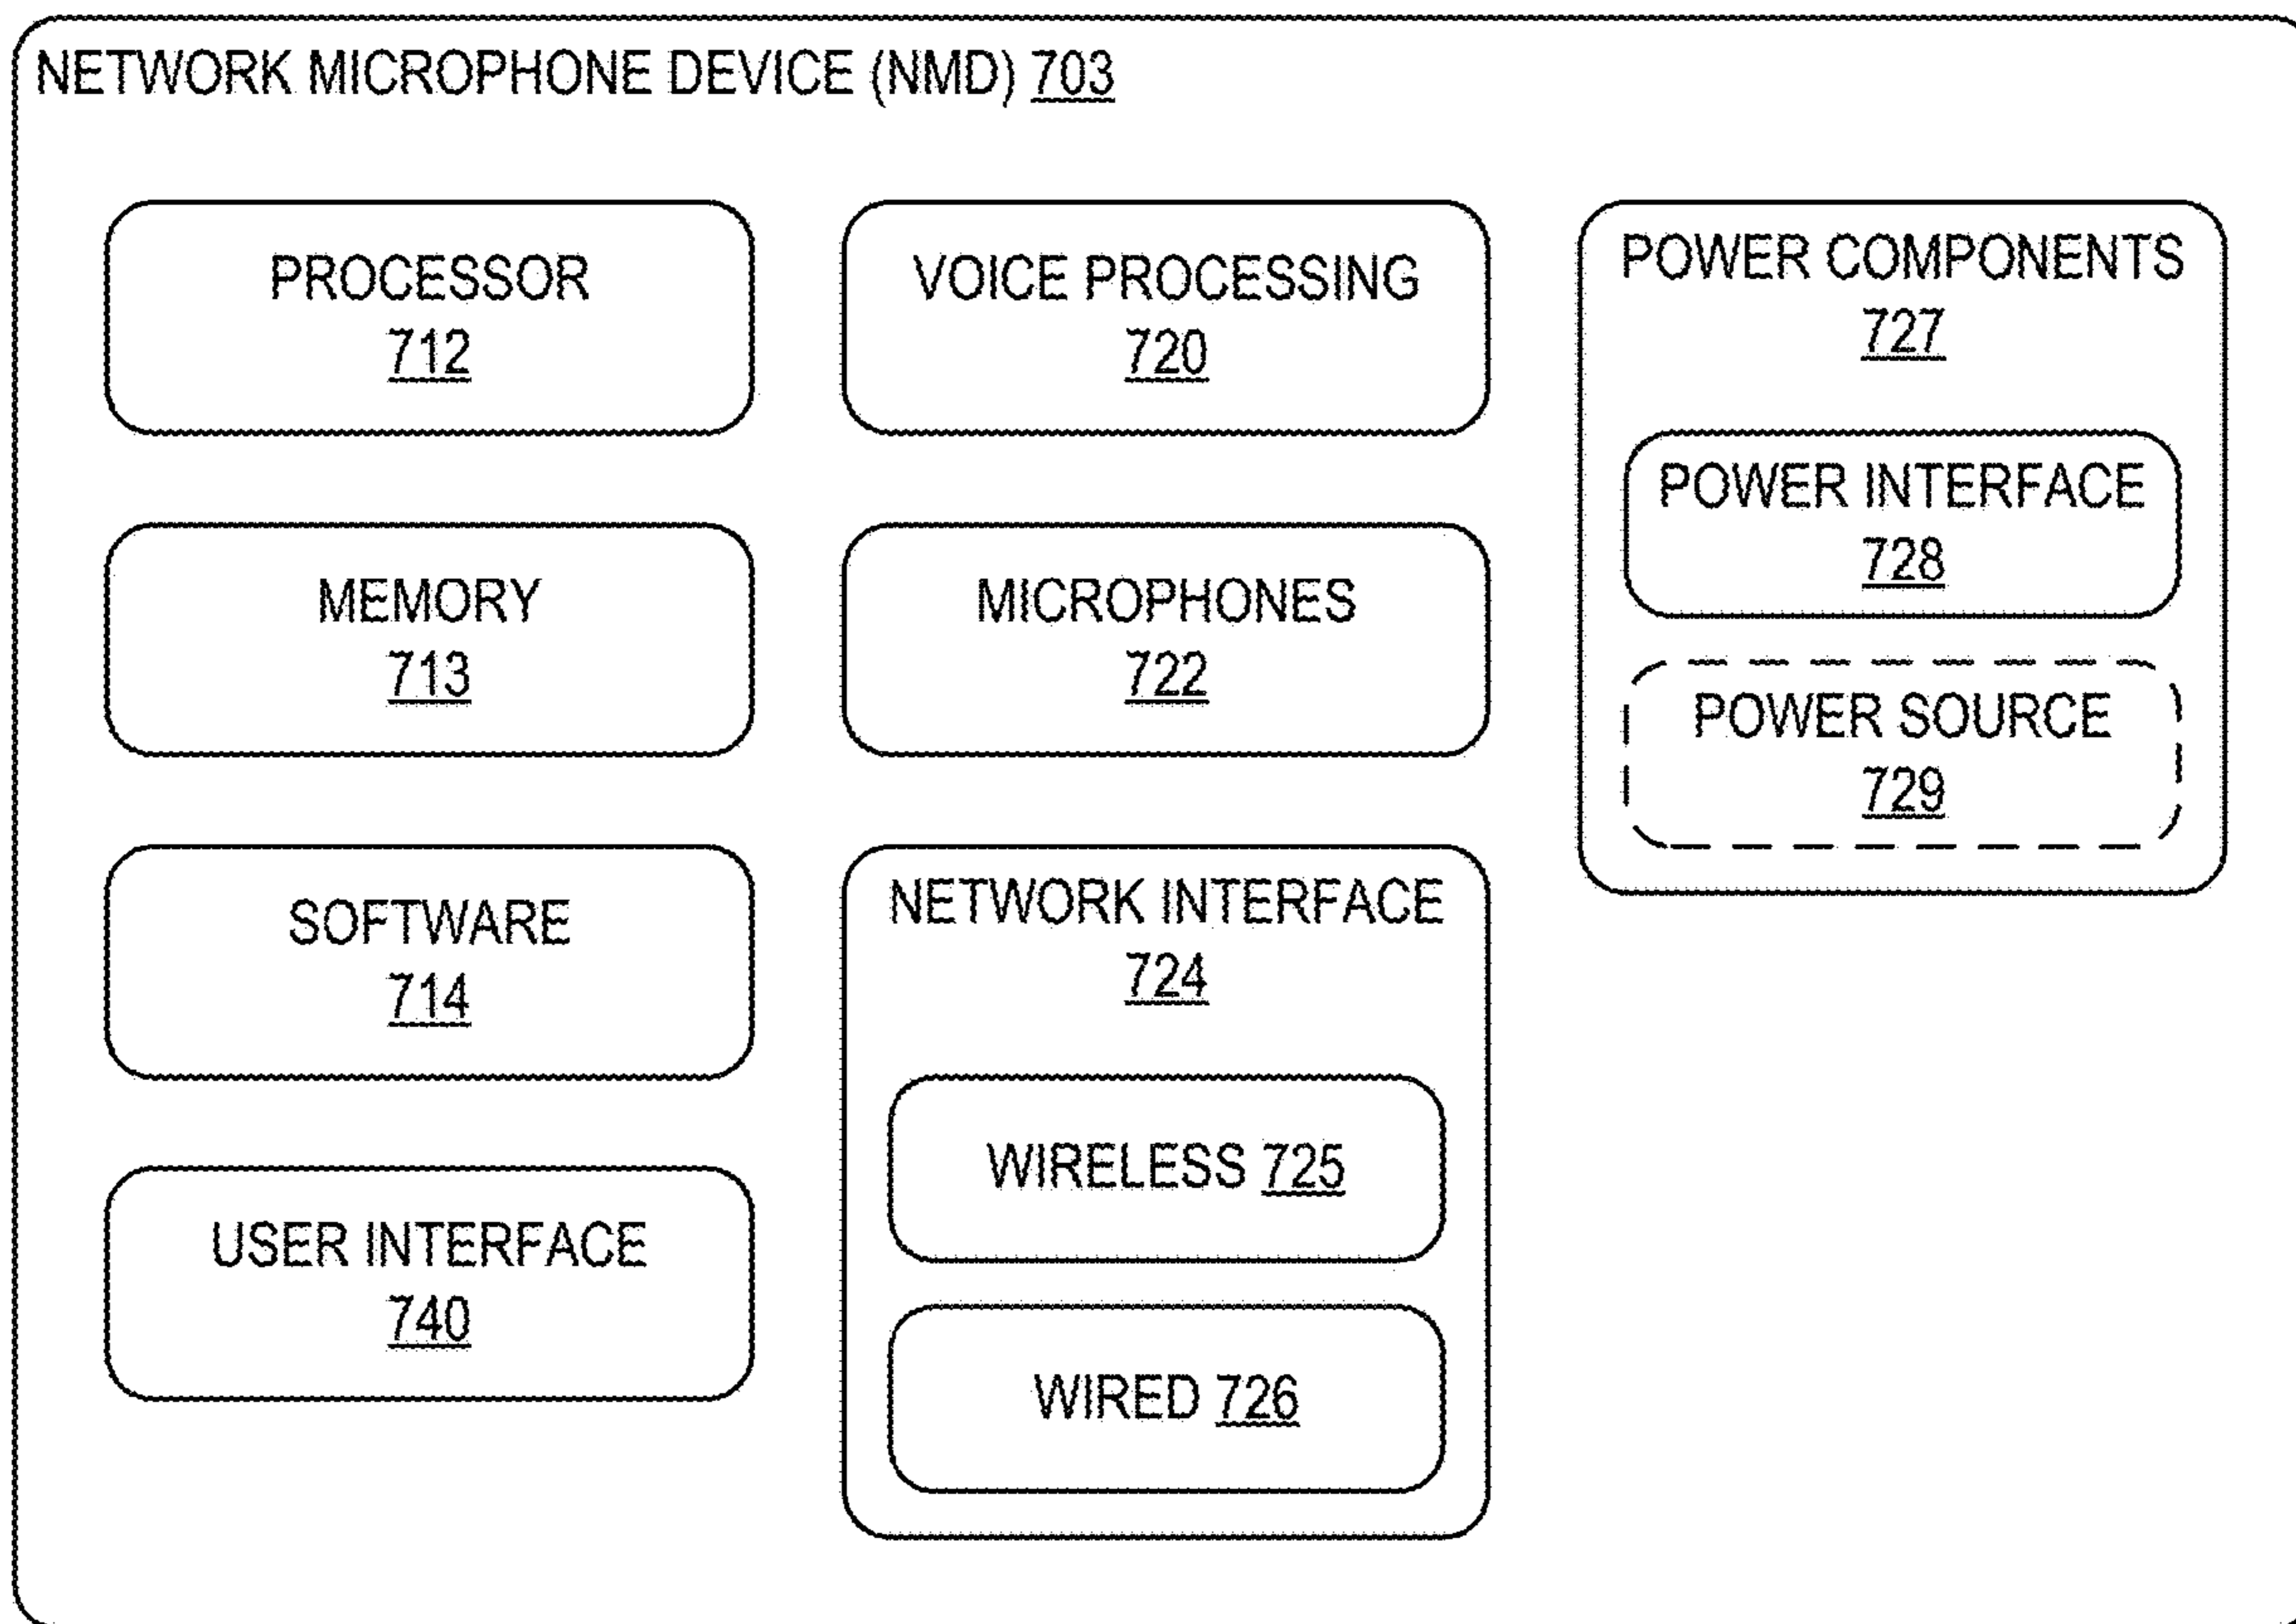 NETWORK MICROPHONE DEVICE (NMD) 703
PROCESSOR
712
MEMORY
713
SOFTWARE
714
USER INTERFACE
740
VOICE PROCESSING
720
MICROPHONES
722
NETWORK INTERFACE
724
WIRELESS 725
WIRED 726
POWER COMPONENTS
727
POWER INTERFACE
728
POWER SOURCE
729